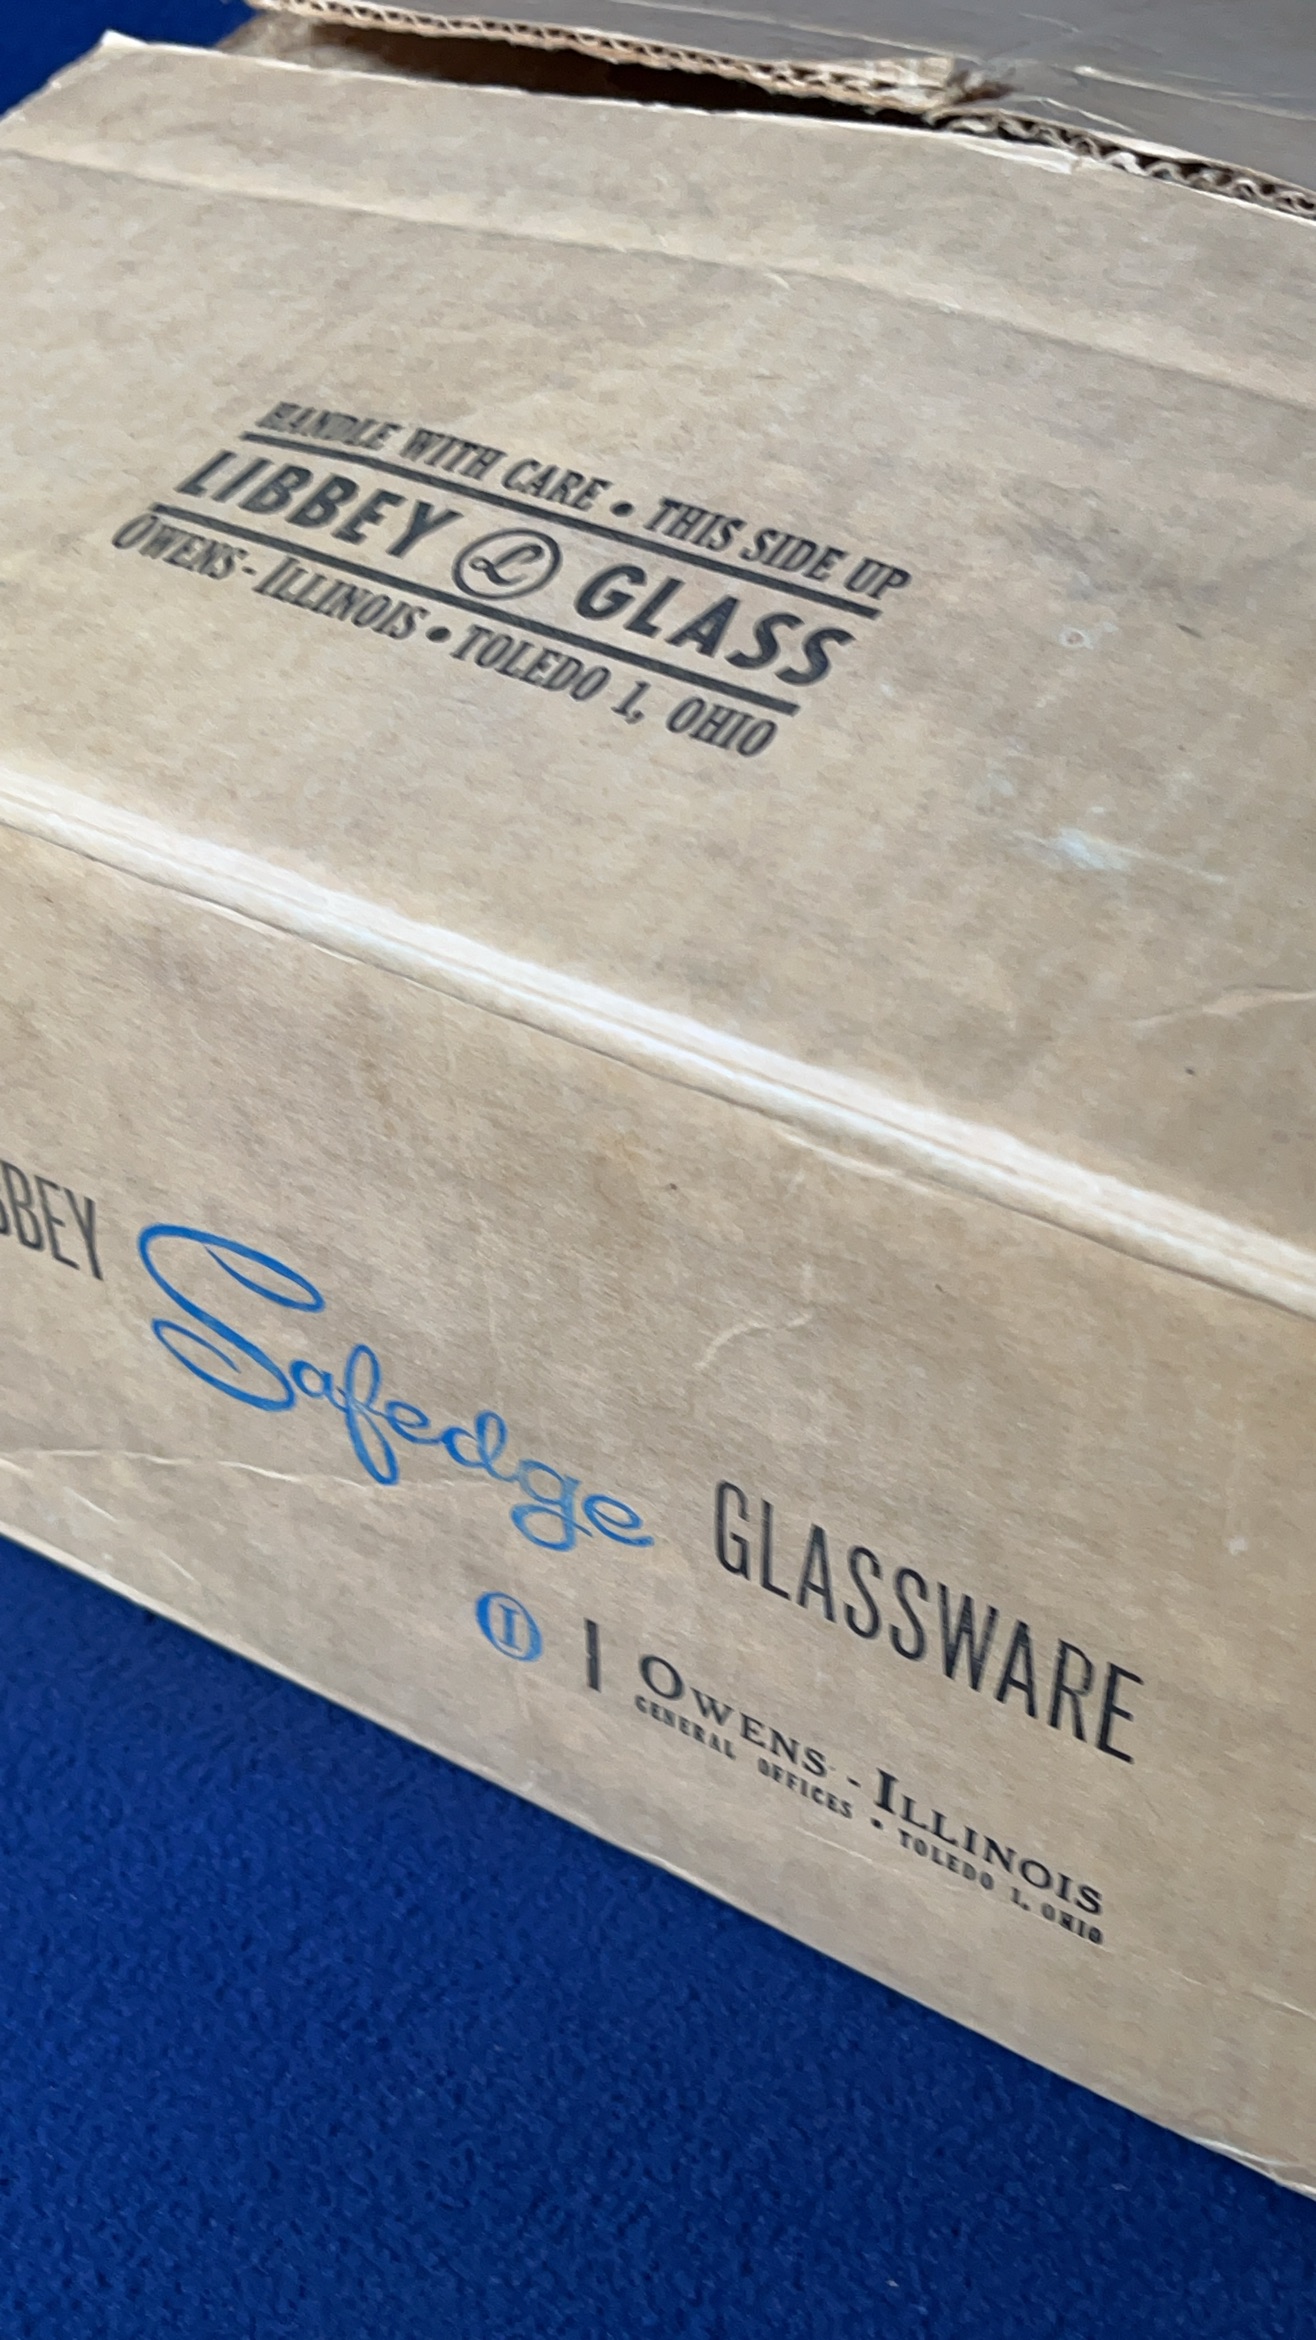 HANDLE WITH CARE • THIS SIDE UP
LIBBEY L GLASS
OWENS-ILLINOIS • TOLEDO 1, OHIO
BBEY Safedge GLASSWARE
I OWENS-ILLINOIS
GENERAL OFFICES • TOLEDO 1, OHIO